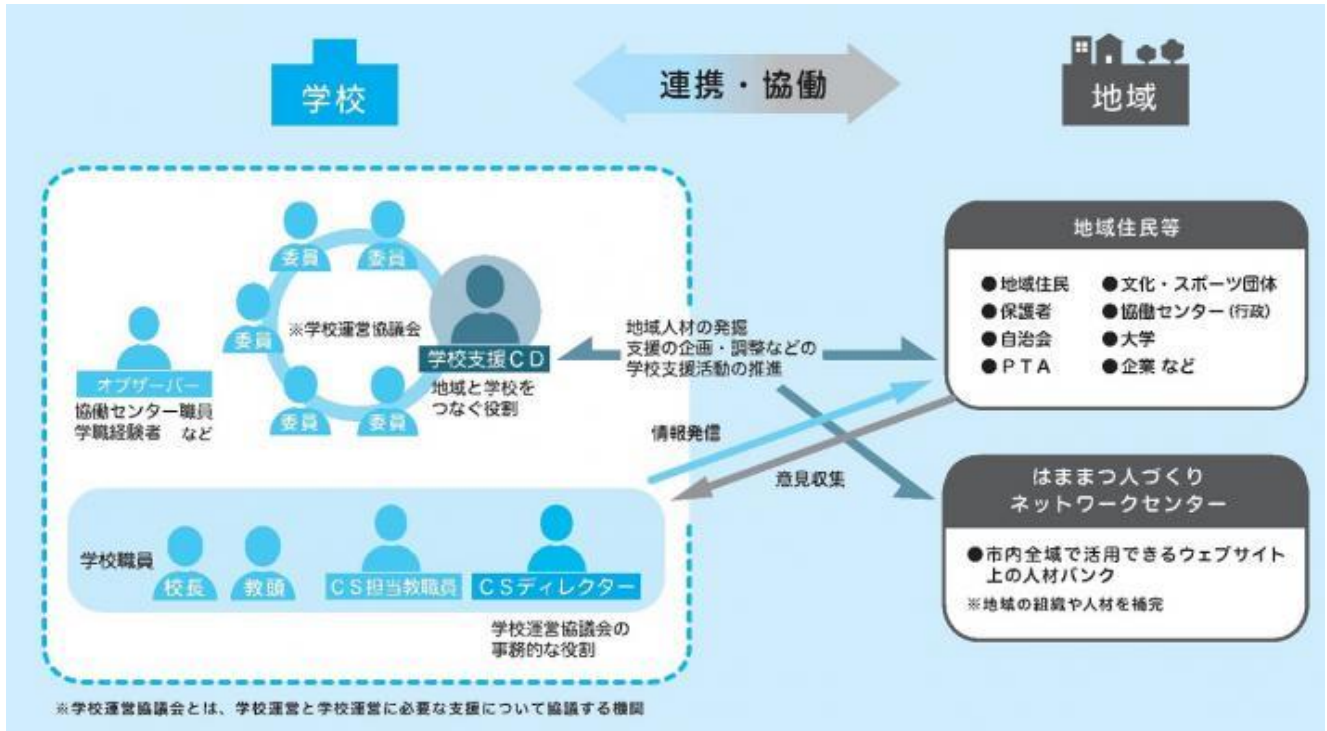 学校
連携・協働
地域
委員
委員
委員
※学校運営協議会
学校支援CD
地域と学校を
つなぐ役割
委員
委員
オブザーバー
協働センター職員
学職経験者 など
地域人材の発掘
支援の企画・調整などの
学校支援活動の推進
情報発信
意見収集
学校職員
校長
教頭
CS担当教職員
CSディレクター
学校運営協議会の
事務的な役割
地域住民等
●地域住民 ●文化・スポーツ団体
●保護者 ●協働センター(行政)
●自治会 ●大学
●PTA ●企業 など
はままつ人づくり
ネットワークセンター
●市内全域で活用できるウェブサイト
上の人材バンク
※地域の組織や人材を補完
※学校運営協議会とは、学校運営と学校運営に必要な支援について協議する機関